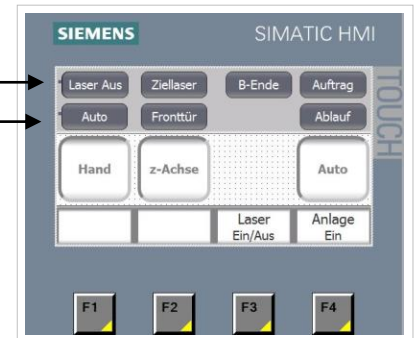 SIEMENS SIMATIC HMI
TOUCH
Laser Aus Ziellaser B-Ende Auftrag
Auto Fronttür Ablauf
Hand z-Achse Auto
Laser Anlage
Ein/Aus Ein
F1 F2 F3 F4